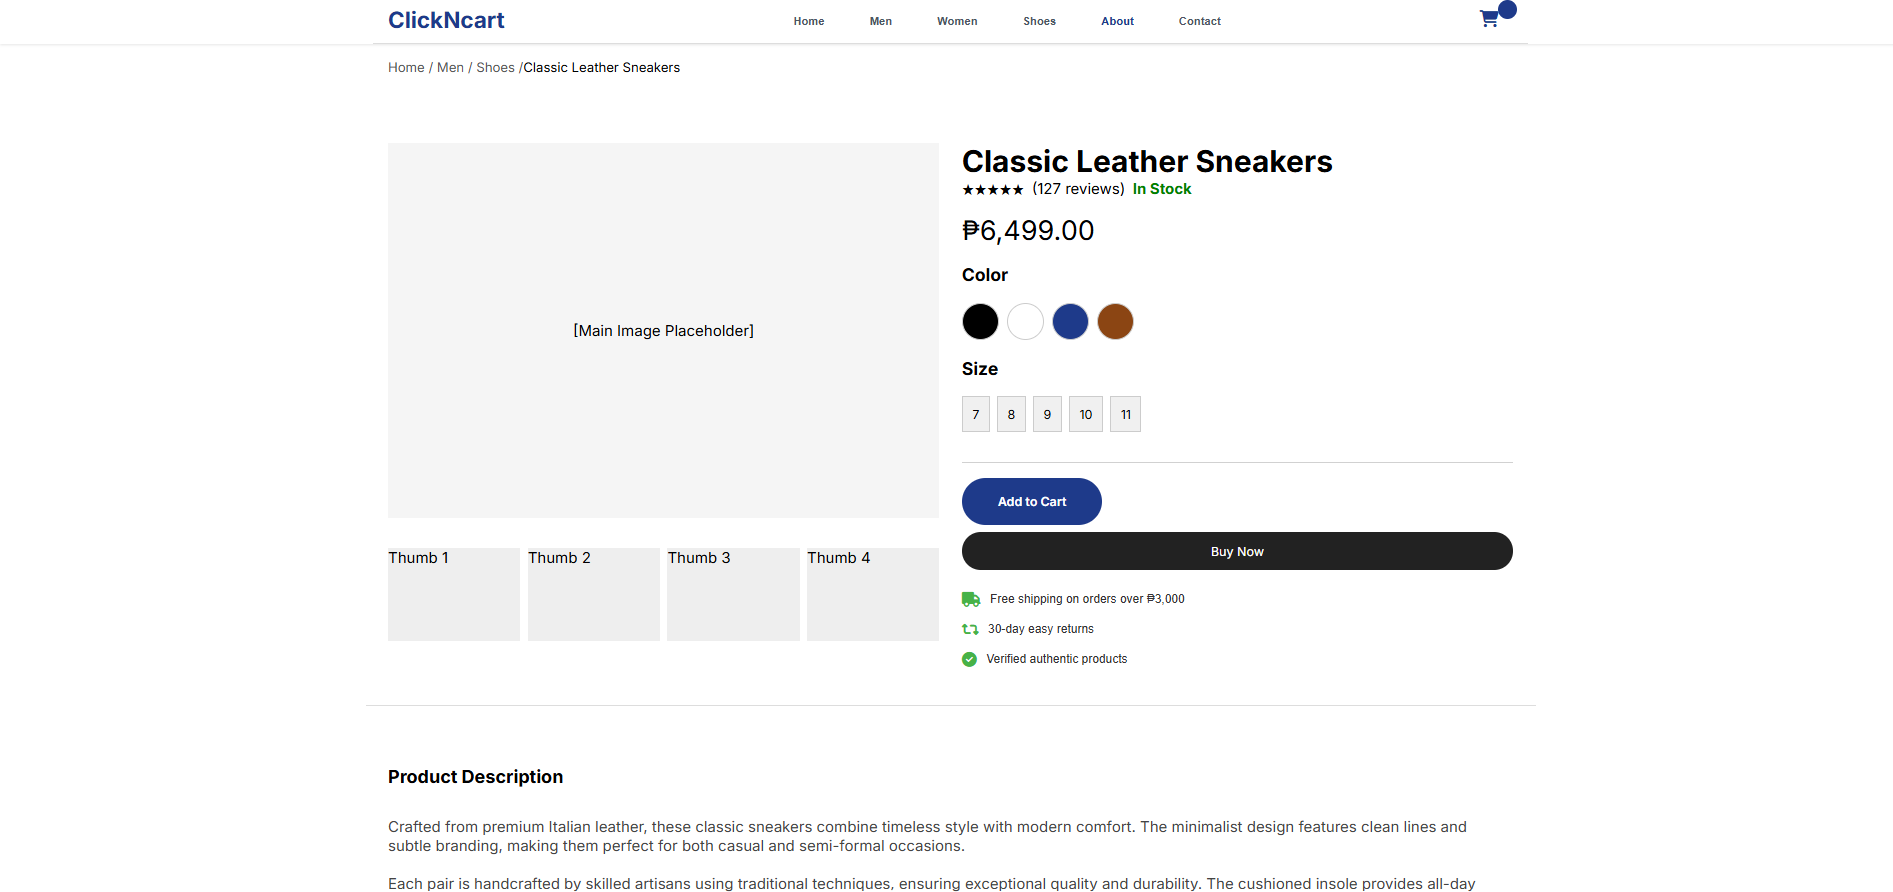 ClickNcart
Home
Men
Women
Shoes
About
Contact
Home / Men / Shoes /Classic Leather Sneakers
[Main Image Placeholder]
Thumb 1
Thumb 2
Thumb 3
Thumb 4
Classic Leather Sneakers
★★★★★ (127 reviews) In Stock
₱6,499.00
Color
Size
7
8
9
10
11
Add to Cart
Buy Now
Free shipping on orders over ₱3,000
30-day easy returns
Verified authentic products
Product Description
Crafted from premium Italian leather, these classic sneakers combine timeless style with modern comfort. The minimalist design features clean lines and
subtle branding, making them perfect for both casual and semi-formal occasions.
Each pair is handcrafted by skilled artisans using traditional techniques, ensuring exceptional quality and durability. The cushioned insole provides all-day